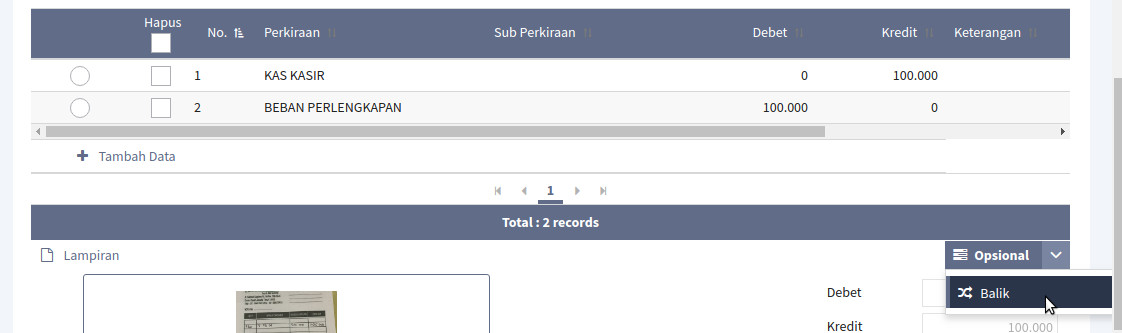 Hapus
No. Perkiraan Sub Perkiraan Debet Kredit Keterangan
1 KAS KASIR 0 100.000
2 BEBAN PERLENGKAPAN 100.000 0
Tambah Data
1
Total : 2 records
Lampiran Opsional
Balik
Debet
Kredit 100.000